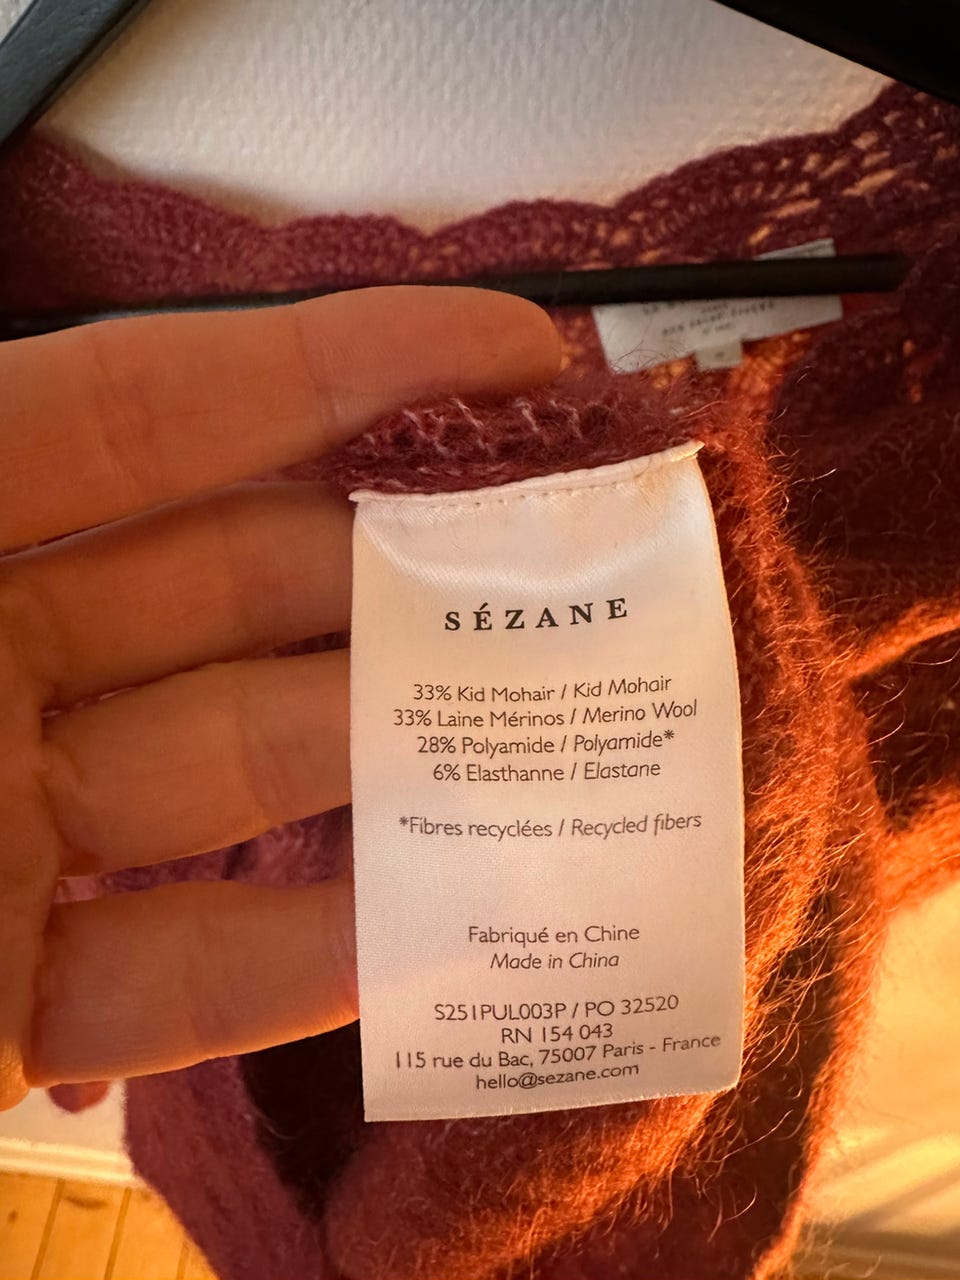 SÉZANE
33% Kid Mohair / Kid Mohair
33% Laine Mérinos / Merino Wool
28% Polyamide / Polyamide*
6% Elasthanne / Elastane
*Fibres recyclées / Recycled fibers
Fabriqué en Chine
Made in China
S251PUL003P / PO 32520
RN 154 043
115 rue du Bac, 75007 Paris - France
hello@sezane.com